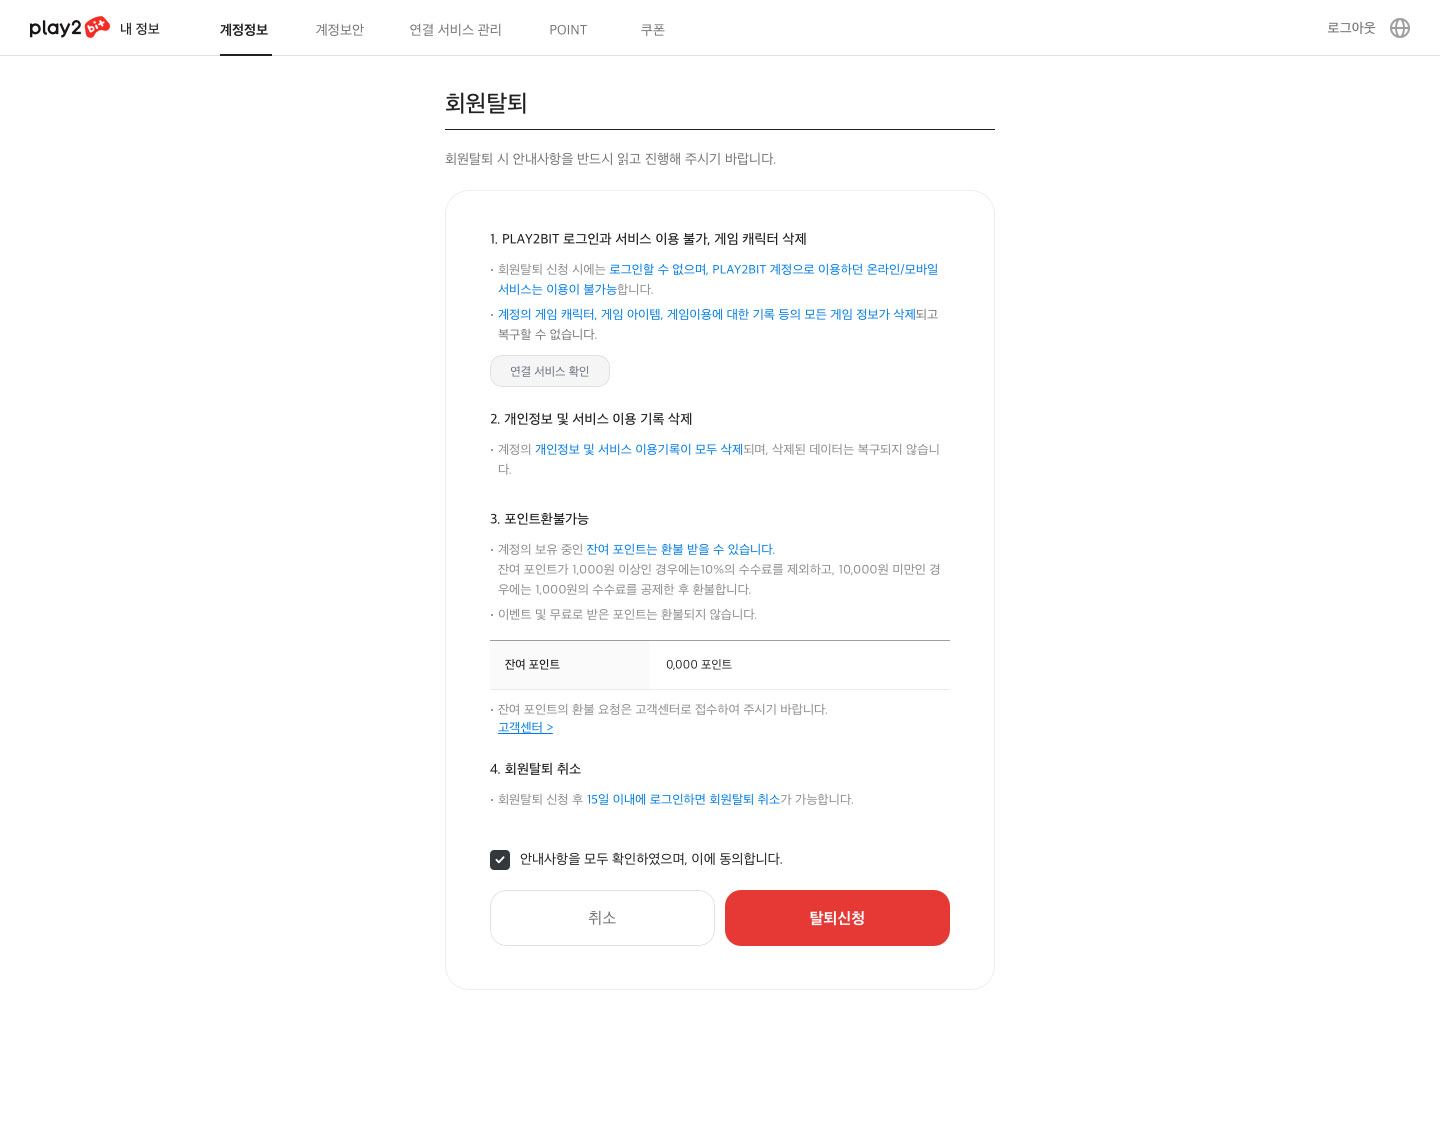 play2 bit 내 정보 계정정보 계정보안 연결 서비스 관리 POINT 쿠폰 로그아웃
회원탈퇴
회원탈퇴 시 안내사항을 반드시 읽고 진행해 주시기 바랍니다.
1. PLAY2BIT 로그인과 서비스 이용 불가, 게임 캐릭터 삭제
· 회원탈퇴 신청 시에는 로그인할 수 없으며, PLAY2BIT 계정으로 이용하던 온라인/모바일
서비스는 이용이 불가능합니다.
· 계정의 게임 캐릭터, 게임 아이템, 게임이용에 대한 기록 등의 모든 게임 정보가 삭제되고
복구할 수 없습니다.
연결 서비스 확인
2. 개인정보 및 서비스 이용 기록 삭제
· 계정의 개인정보 및 서비스 이용기록이 모두 삭제되며, 삭제된 데이터는 복구되지 않습니
다.
3. 포인트환불가능
· 계정의 보유 중인 잔여 포인트는 환불 받을 수 있습니다.
잔여 포인트가 1,000원 이상인 경우에는10%의 수수료를 제외하고, 10,000원 미만인 경
우에는 1,000원의 수수료를 공제한 후 환불합니다.
· 이벤트 및 무료로 받은 포인트는 환불되지 않습니다.
잔여 포인트 0,000 포인트
· 잔여 포인트의 환불 요청은 고객센터로 접수하여 주시기 바랍니다.
고객센터 >
4. 회원탈퇴 취소
· 회원탈퇴 신청 후 15일 이내에 로그인하면 회원탈퇴 취소가 가능합니다.
안내사항을 모두 확인하였으며, 이에 동의합니다.
취소 탈퇴신청